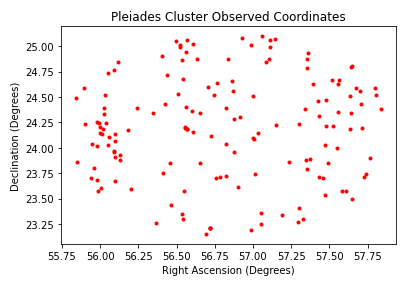 Pleiades Cluster Observed Coordinates
Declination (Degrees)
25.00
24.75
24.50
24.25
24.00
23.75
23.50
23.25
55.75 56.00 56.25 56.50 56.75 57.00 57.25 57.50 57.75
Right Ascension (Degrees)